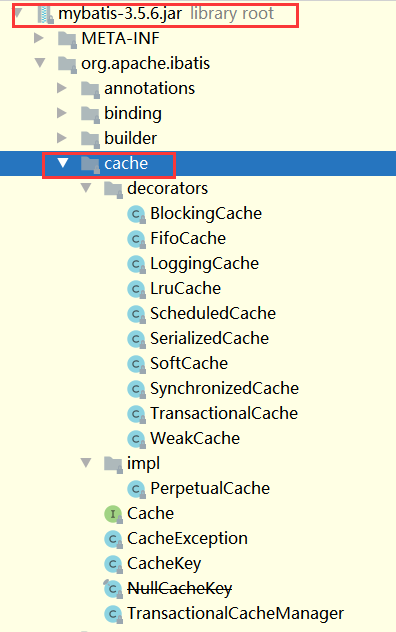 mybatis-3.5.6.jar library root
META-INF
org.apache.ibatis
annotations
binding
builder
cache
decorators
BlockingCache
FifoCache
LoggingCache
LruCache
ScheduledCache
SerializedCache
SoftCache
SynchronizedCache
TransactionalCache
WeakCache
impl
PerpetualCache
Cache
CacheException
CacheKey
NullCacheKey
TransactionalCacheManager